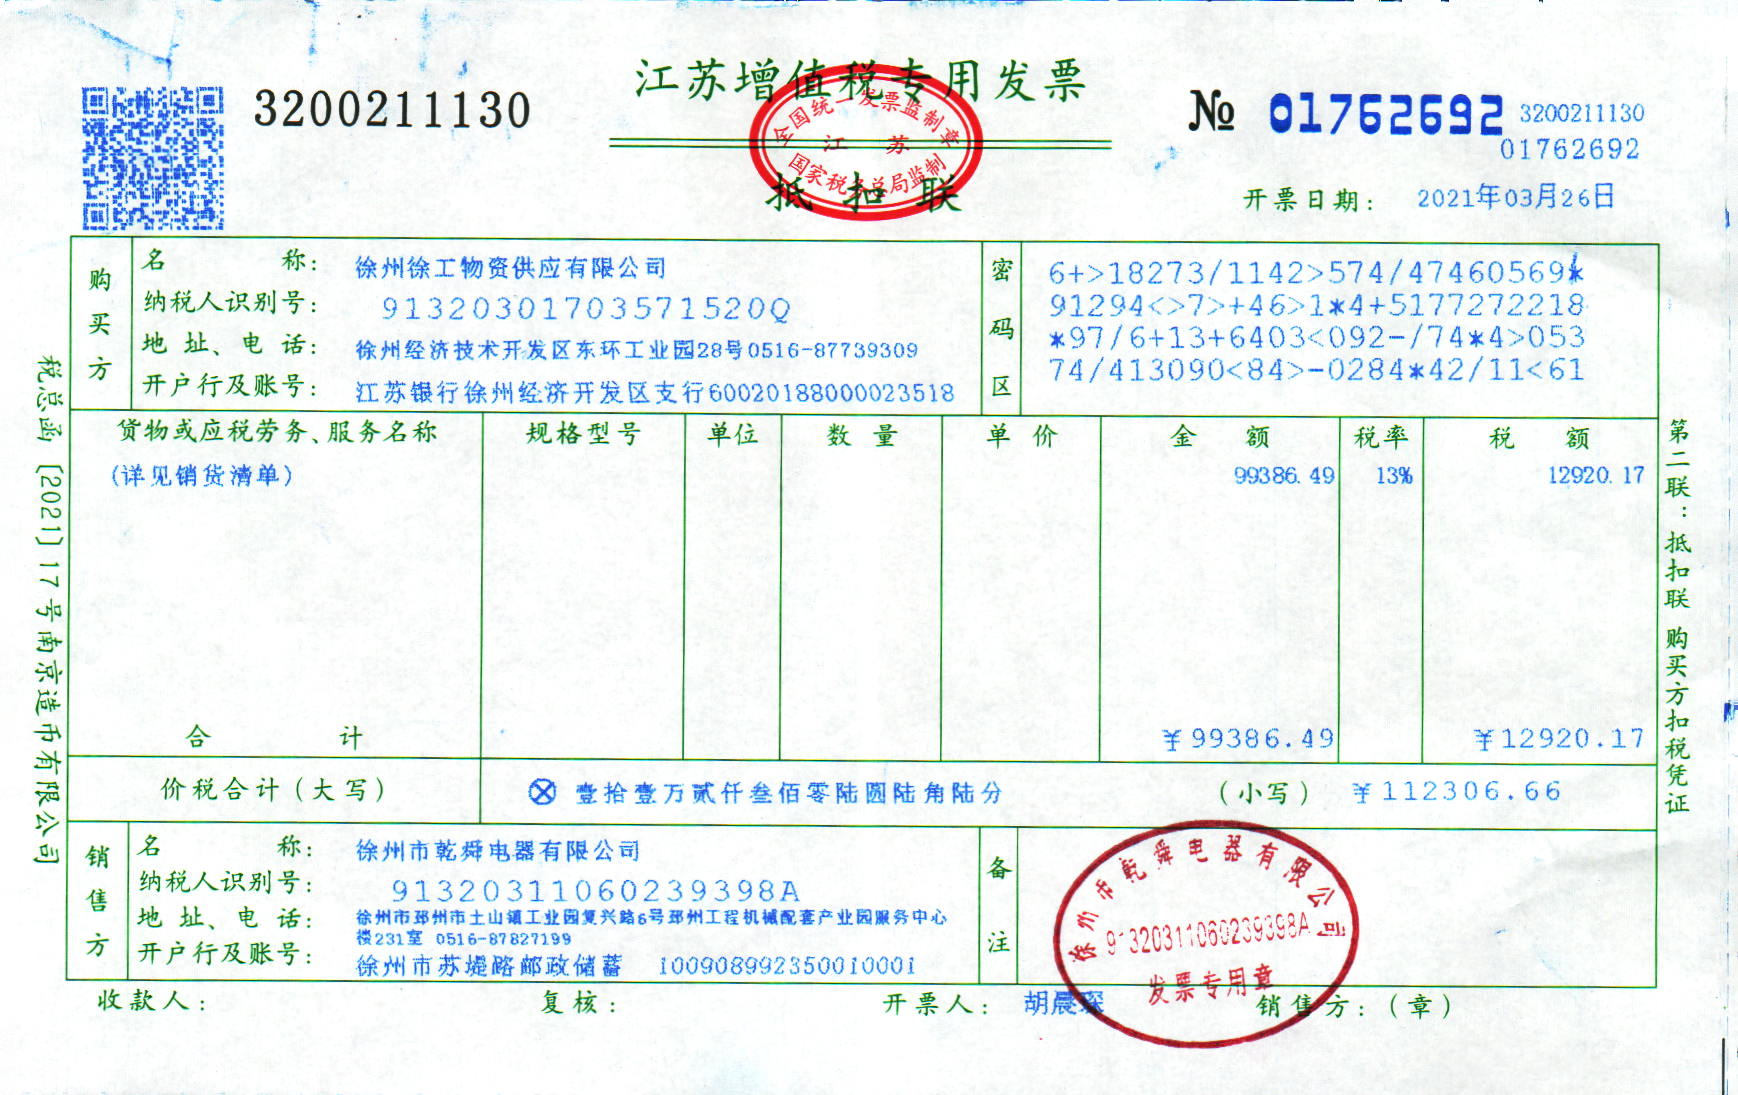 江苏增值税专用发票
抵扣联
全国统一发票监制章
江苏
国家税务总局监制
3200211130
№ 01762692
3200211130
01762692
开票日期: 2021年03月26日
购买方
名称: 徐州徐工物资供应有限公司
纳税人识别号: 91320301703571520Q
地址、电话: 徐州经济技术开发区东环工业园28号0516-87739309
开户行及账号: 江苏银行徐州经济开发区支行60020188000023518
密码区
6+>18273/1142>574/47460569*
91294<>7>+46>1*4+5177272218
*97/6+13+6403<092-/74*4>053
74/413090<84>-0284*42/11<61
货物或应税劳务、服务名称 规格型号 单位 数量 单价 金额 税率 税额
(详见销货清单) 99386.49 13% 12920.17
合计 ¥99386.49 ¥12920.17
价税合计(大写) ⊗壹拾壹万贰仟叁佰零陆圆陆角陆分 (小写) ¥112306.66
销售方
名称: 徐州市乾舜电器有限公司
纳税人识别号: 91320311060239398A
地址、电话: 徐州市邳州市土山镇工业园复兴路6号邳州工程机械配套产业园服务中心
楼231室 0516-87827199
开户行及账号: 徐州市苏堤路邮政储蓄 100908992350010001
备注
徐州市乾舜电器有限公司
91320311060239398A
发票专用章
收款人: 复核: 开票人: 胡晨琛 销售方:(章)
税总函〔2021〕17号南京造币有限公司
第二联:抵扣联 购买方扣税凭证